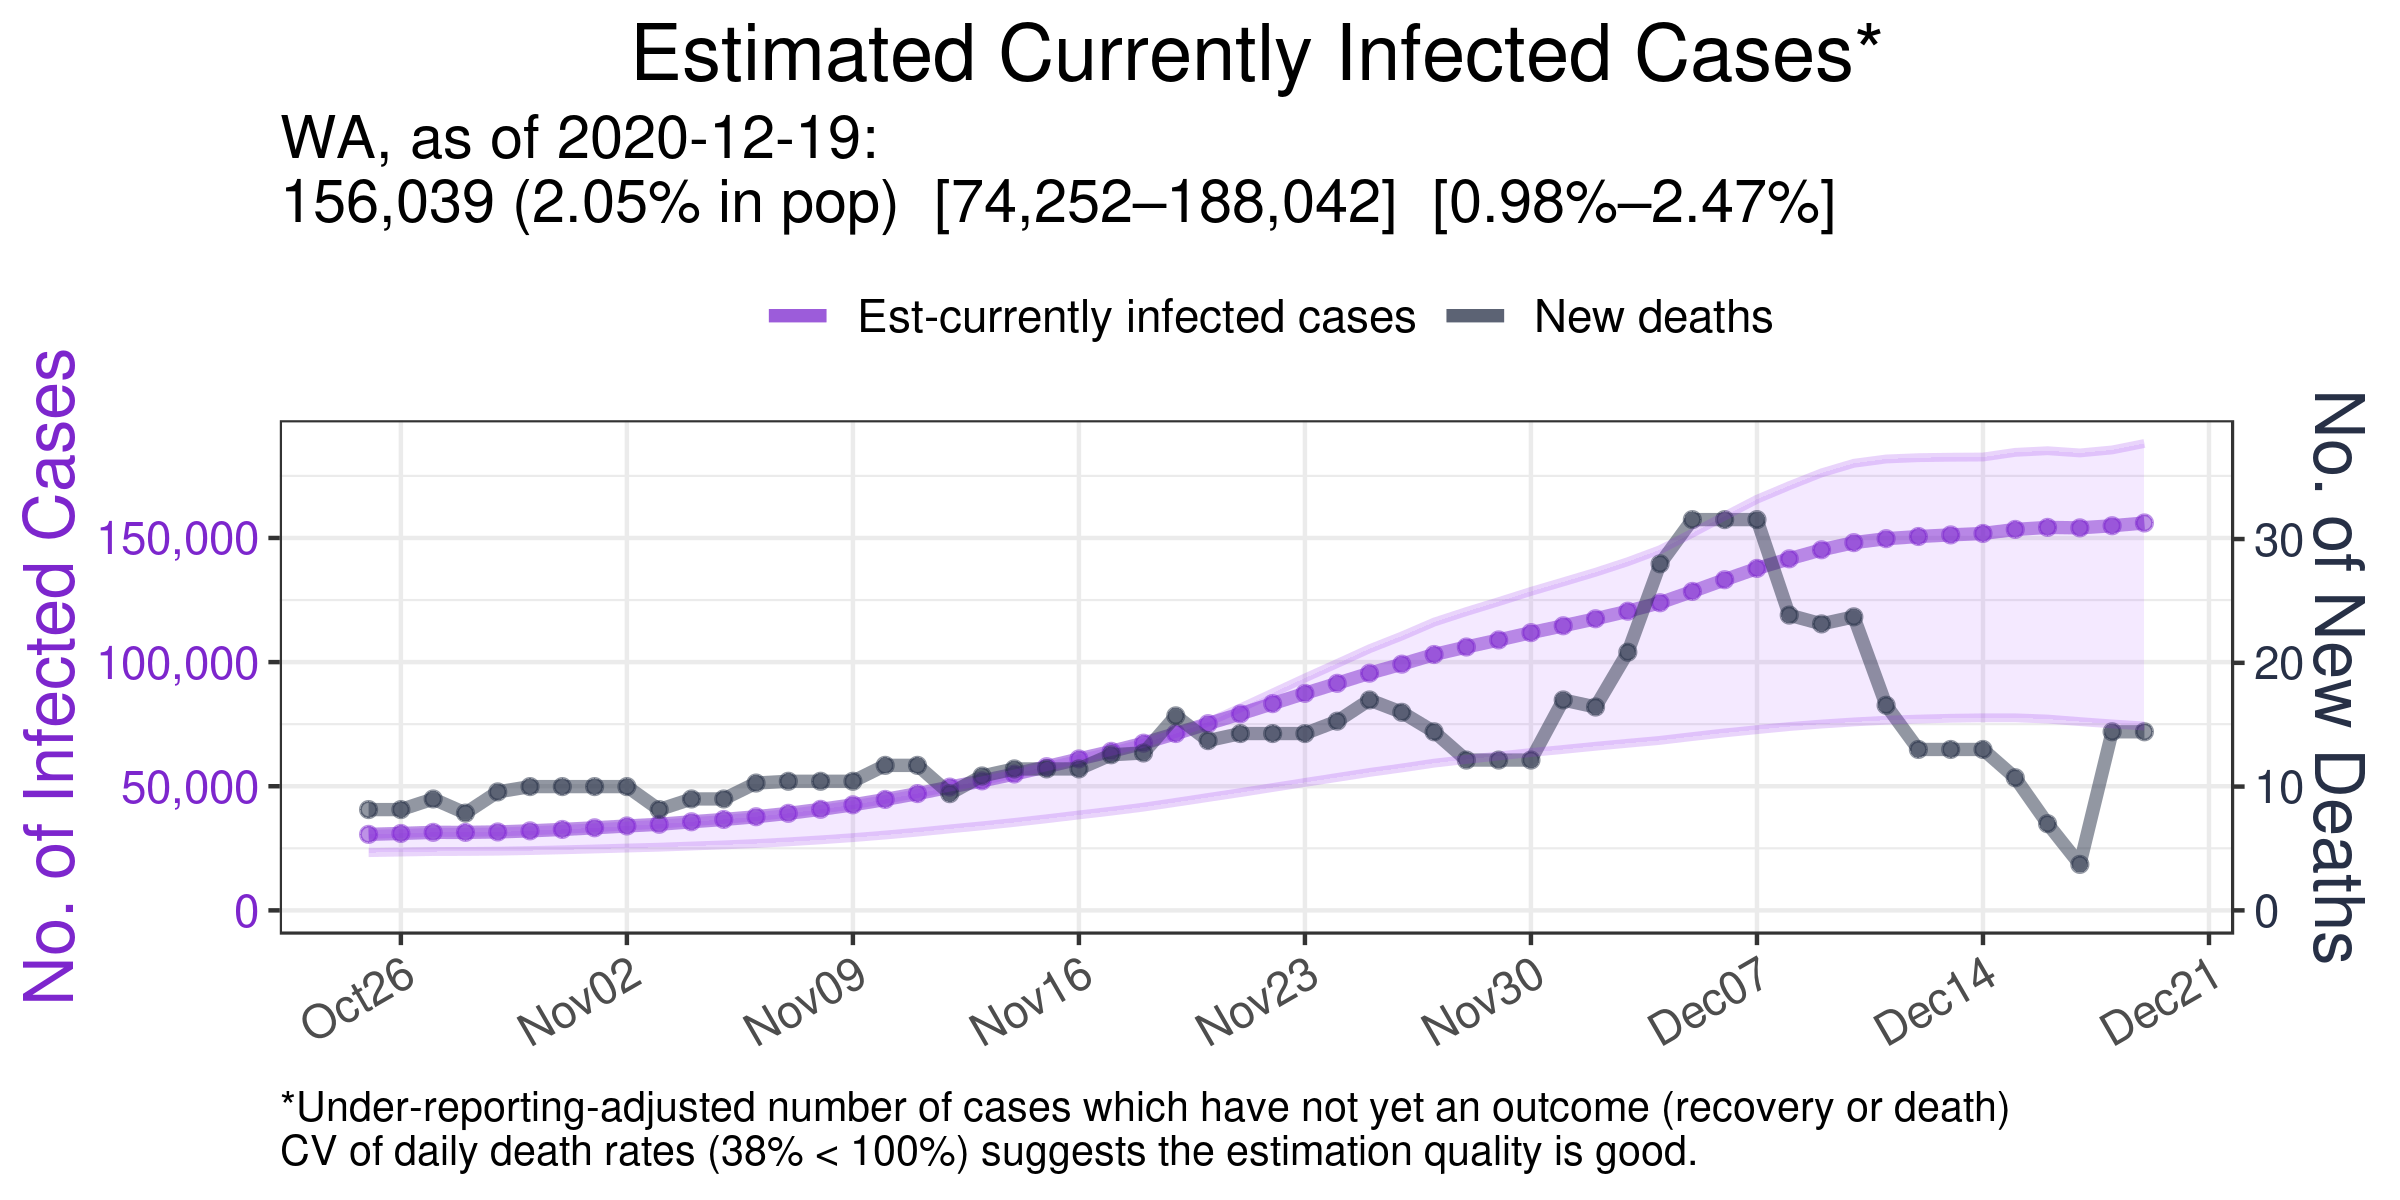 Estimated Currently Infected Cases*
WA, as of 2020-12-19:
156,039 (2.05% in pop)  [74,252–188,042]  [0.98%–2.47%]
Est-currently infected cases
New deaths
No. of Infected Cases
150,000
100,000
50,000
0
30
20
10
0
No. of New Deaths
Oct26
Nov02
Nov09
Nov16
Nov23
Nov30
Dec07
Dec14
Dec21
*Under-reporting-adjusted number of cases which have not yet an outcome (recovery or death)
CV of daily death rates (38% < 100%) suggests the estimation quality is good.